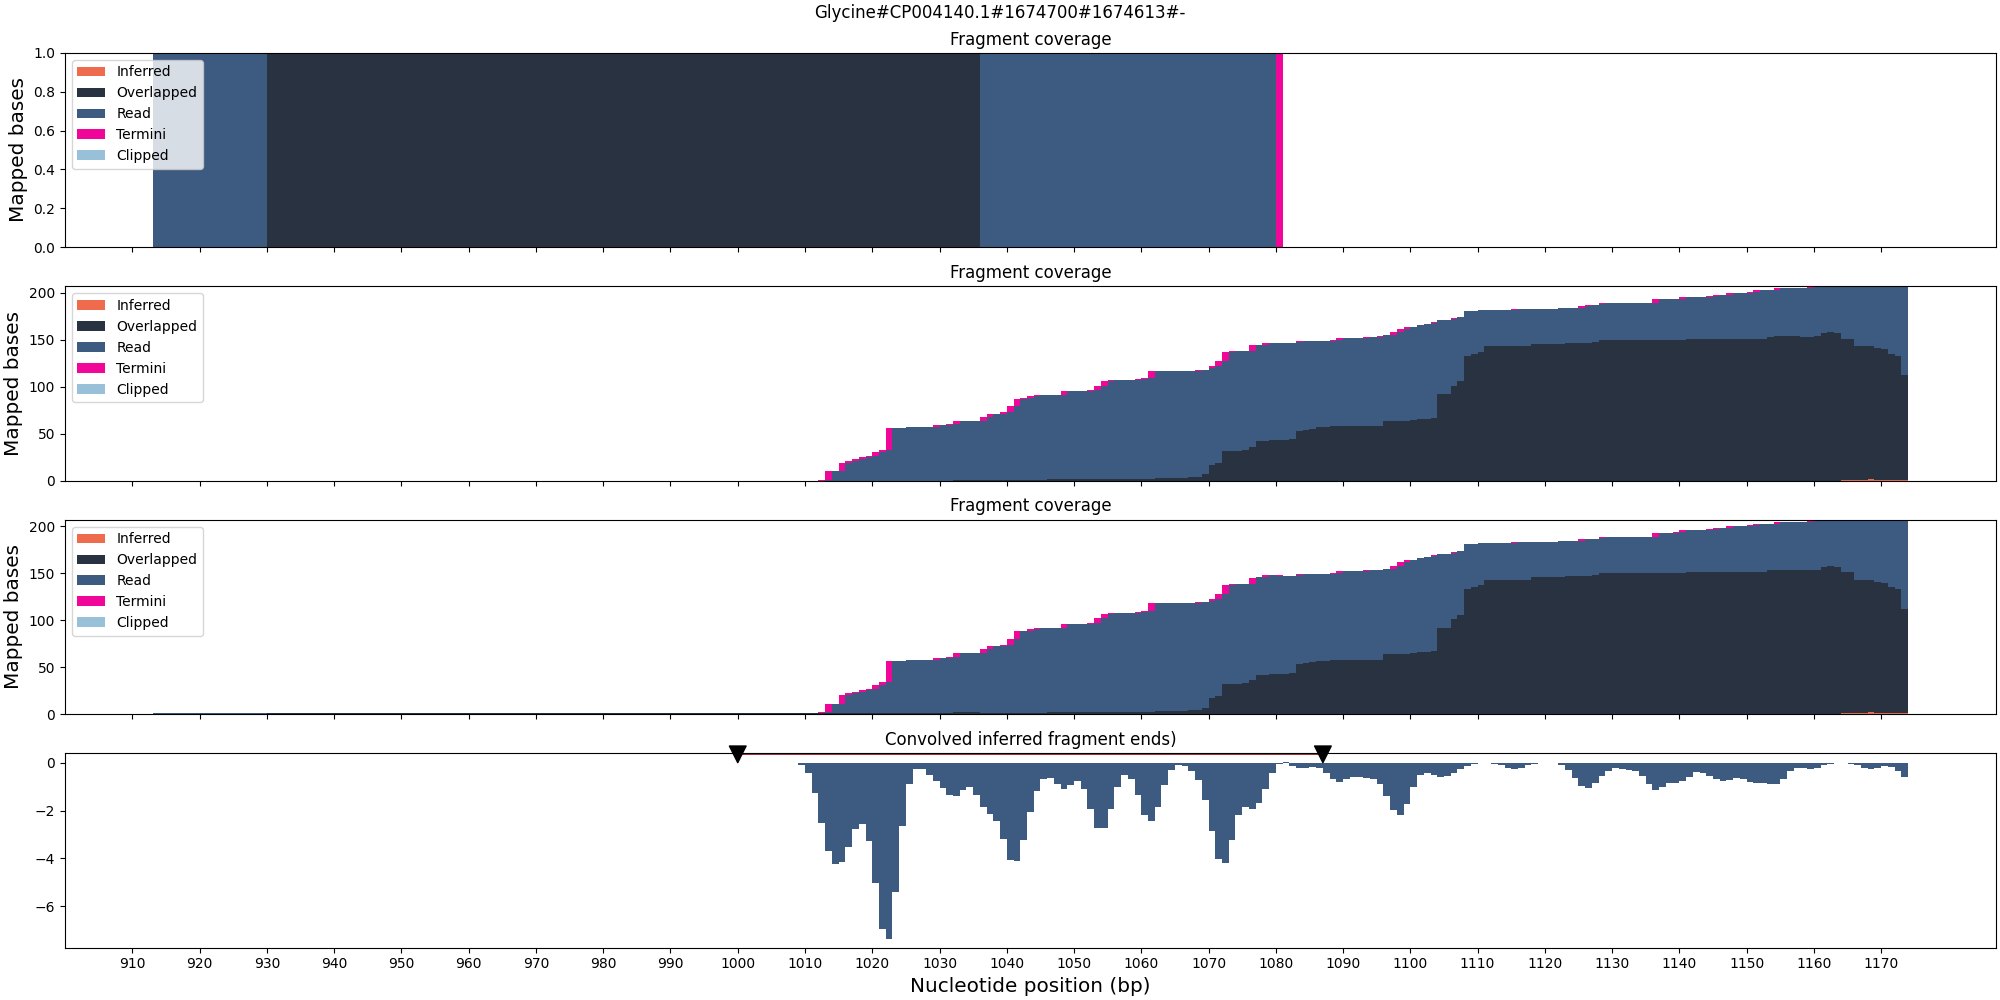 Glycine#CP004140.1#1674700#1674613#-
Fragment coverage
Mapped bases
1.0
0.8
0.6
0.4
0.2
0.0
Inferred
Overlapped
Read
Termini
Clipped
Fragment coverage
Mapped bases
200
150
100
50
0
Inferred
Overlapped
Read
Termini
Clipped
Fragment coverage
Mapped bases
200
150
100
50
0
Inferred
Overlapped
Read
Termini
Clipped
Convolved inferred fragment ends)
0
−2
−4
−6
910 920 930 940 950 960 970 980 990 1000 1010 1020 1030 1040 1050 1060 1070 1080 1090 1100 1110 1120 1130 1140 1150 1160 1170
Nucleotide position (bp)